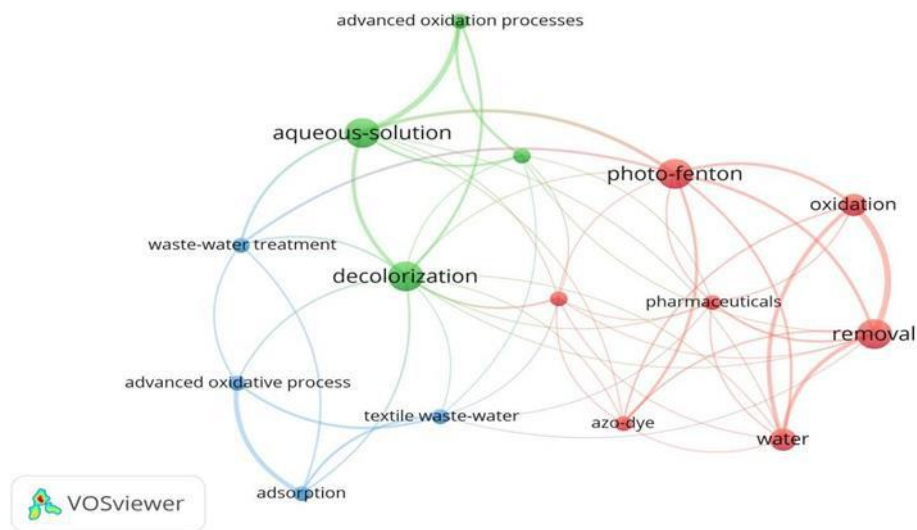 advanced oxidation processes
aqueous-solution
photo-fenton
oxidation
waste-water treatment
decolorization
pharmaceuticals
removal
advanced oxidative process
textile waste-water
azo-dye
water
adsorption
VOSviewer